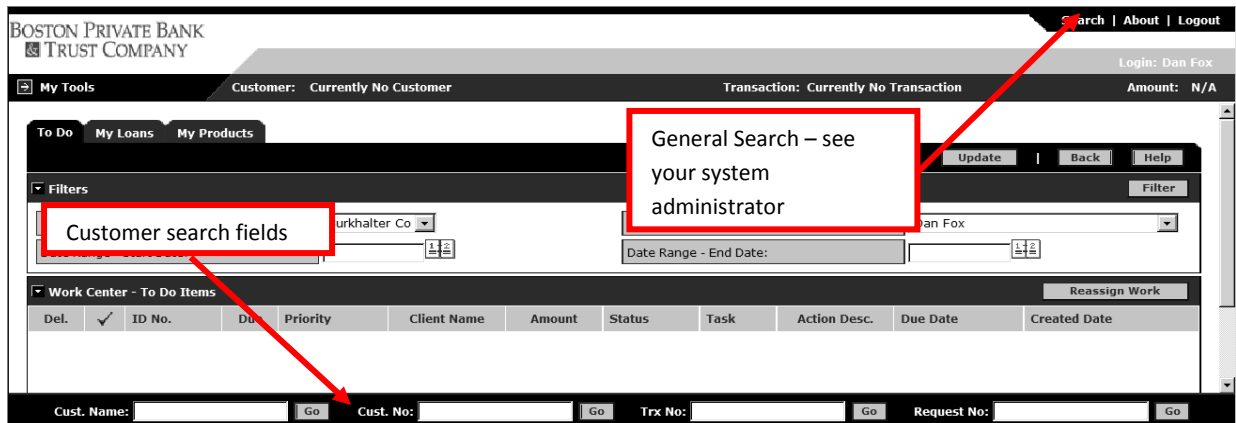 Search | About | Logout
BOSTON PRIVATE BANK
& TRUST COMPANY
Login: Dan Fox
My Tools
Customer: Currently No Customer
Transaction: Currently No Transaction
Amount: N/A
To Do My Loans My Products
General Search – see
your system
administrator
Update | Back Help
Filters
Filter
Customer search fields
urkhalter Co
Dan Fox
Date Range - End Date:
Work Center - To Do Items
Reassign Work
Del. ID No. Due Priority Client Name Amount Status Task Action Desc. Due Date Created Date
Cust. Name: Go Cust. No: Go Trx No: Go Request No: Go